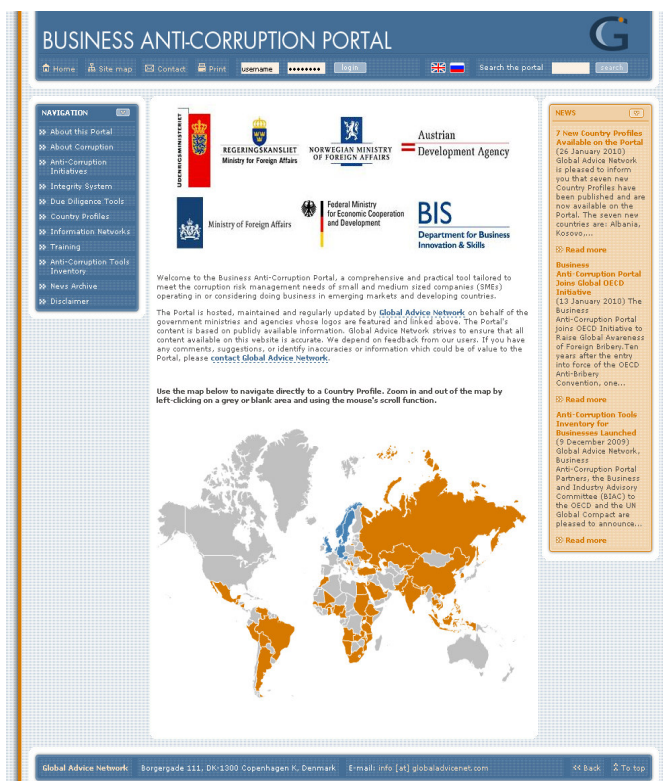 BUSINESS ANTI-CORRUPTION PORTAL
Home
Site map
Contact
Print
username
••••••••
login
Search the portal
search
NAVIGATION
About this Portal
About Corruption
Anti-Corruption
Initiatives
Integrity System
Due Diligence Tools
Country Profiles
Information Networks
Training
Anti-Corruption Tools
Inventory
News Archive
Disclaimer
UDENRIGSMINISTERIET
REGERINGSKANSLIET
Ministry for Foreign Affairs
NORWEGIAN MINISTRY
OF FOREIGN AFFAIRS
Austrian
Development Agency
Ministry of Foreign Affairs
Federal Ministry
for Economic Cooperation
and Development
BIS
Department for Business
Innovation & Skills
Welcome to the Business Anti-Corruption Portal, a comprehensive and practical tool tailored to
meet the corruption risk management needs of small and medium sized companies (SMEs)
operating in or considering doing business in emerging markets and developing countries.
The Portal is hosted, maintained and regularly updated by Global Advice Network on behalf of the
government ministries and agencies whose logos are featured and linked above. The Portal's
content is based on publicly available information. Global Advice Network strives to ensure that all
content available on this website is accurate. We depend on feedback from our users. If you have
any comments, suggestions, or identify inaccuracies or information which could be of value to the
Portal, please contact Global Advice Network.
Use the map below to navigate directly to a Country Profile. Zoom in and out of the map by
left-clicking on a grey or blank area and using the mouse's scroll function.
NEWS
7 New Country Profiles
Available on the Portal
(26 January 2010)
Global Advice Network
is pleased to inform
you that seven new
Country Profiles have
been published and are
now available on the
Portal. The seven new
countries are: Albania,
Kosovo,...
Read more
Business
Anti-Corruption Portal
Joins Global OECD
Initiative
(13 January 2010) The
Business
Anti-Corruption Portal
joins OECD Initiative to
Raise Global Awareness
of Foreign Bribery.Ten
years after the entry
into force of the OECD
Anti-Bribery
Convention, one...
Read more
Anti-Corruption Tools
Inventory for
Businesses Launched
(9 December 2009)
Global Advice Network,
Business
Anti-Corruption Portal
Partners, the Business
and Industry Advisory
Committee (BIAC) to
the OECD and the UN
Global Compact are
pleased to announce...
Read more
Global Advice Network
Borgergade 111, DK-1300 Copenhagen K, Denmark
E-mail: info [at] globaladvicenet.com
<< Back
To top